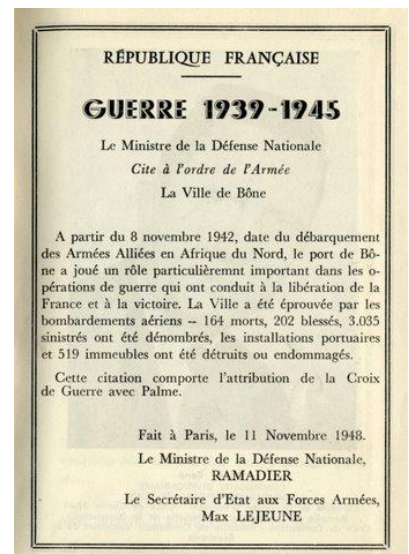 RÉPUBLIQUE FRANÇAISE
GUERRE 1939-1945
Le Ministre de la Défense Nationale
Cite à l'ordre de l'Armée
La Ville de Bône
A partir du 8 novembre 1942, date du débarquement
des Armées Alliées en Afrique du Nord, le port de Bô-
ne a joué un rôle particulièremnt important dans les o-
pérations de guerre qui ont conduit à la libération de la
France et à la victoire. La Ville a été éprouvée par les
bombardements aériens -- 164 morts, 202 blessés, 3.035
sinistrés ont été dénombrés, les installations portuaires
et 519 immeubles ont été détruits ou endommagés.
Cette citation comporte l'attribution de la Croix
de Guerre avec Palme.
Fait à Paris, le 11 Novembre 1948.
Le Ministre de la Défense Nationale,
RAMADIER
Le Secrétaire d'Etat aux Forces Armées,
Max LEJEUNE